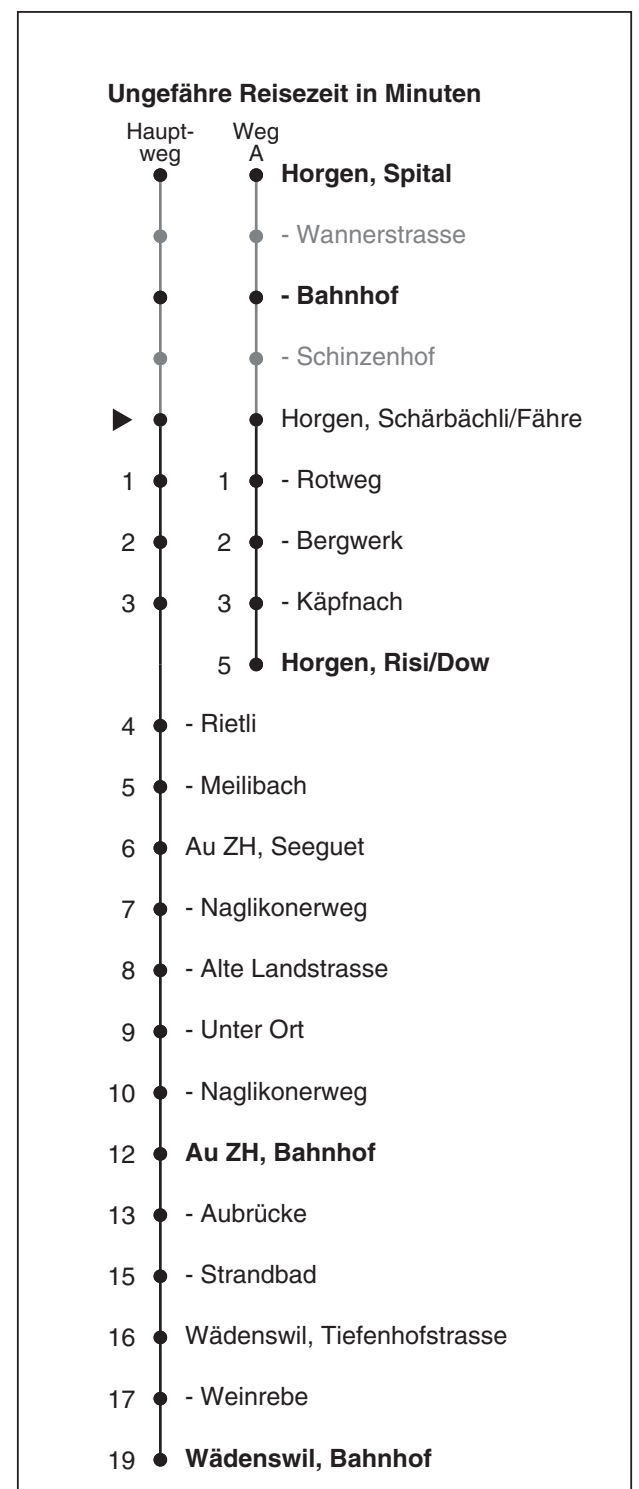 Ungefähre Reisezeit in Minuten
Haupt- Weg
weg A
Horgen, Spital
- Wannerstrasse
- Bahnhof
- Schinzenhof
Horgen, Schärbächli/Fähre
1 1 - Rotweg
2 2 - Bergwerk
3 3 - Käpfnach
5 Horgen, Risi/Dow
4 - Rietli
5 - Meilibach
6 Au ZH, Seeguet
7 - Naglikonerweg
8 - Alte Landstrasse
9 - Unter Ort
10 - Naglikonerweg
12 Au ZH, Bahnhof
13 - Aubrücke
15 - Strandbad
16 Wädenswil, Tiefenhofstrasse
17 - Weinrebe
19 Wädenswil, Bahnhof